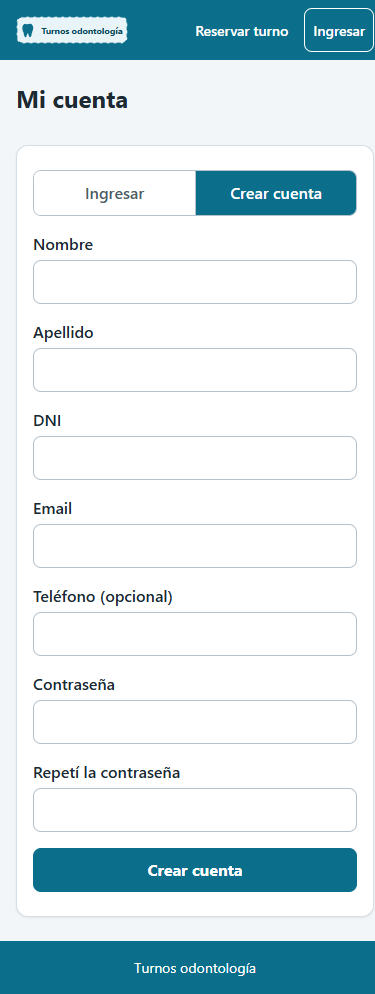 Turnos odontología
Reservar turno
Ingresar
Mi cuenta
Ingresar
Crear cuenta
Nombre
Apellido
DNI
Email
Teléfono (opcional)
Contraseña
Repetí la contraseña
Crear cuenta
Turnos odontología